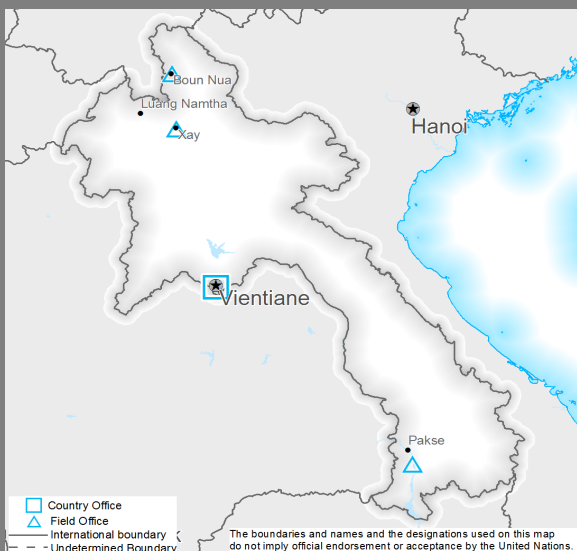 Boun Nua
Luang Namtha
Xay
Hanoi
Vientiane
Pakse
Country Office
Field Office
International boundary
K
Undetermined Boundary
The boundaries and names and the designations used on this map
do not imply official endorsement or acceptance by the United Nations.